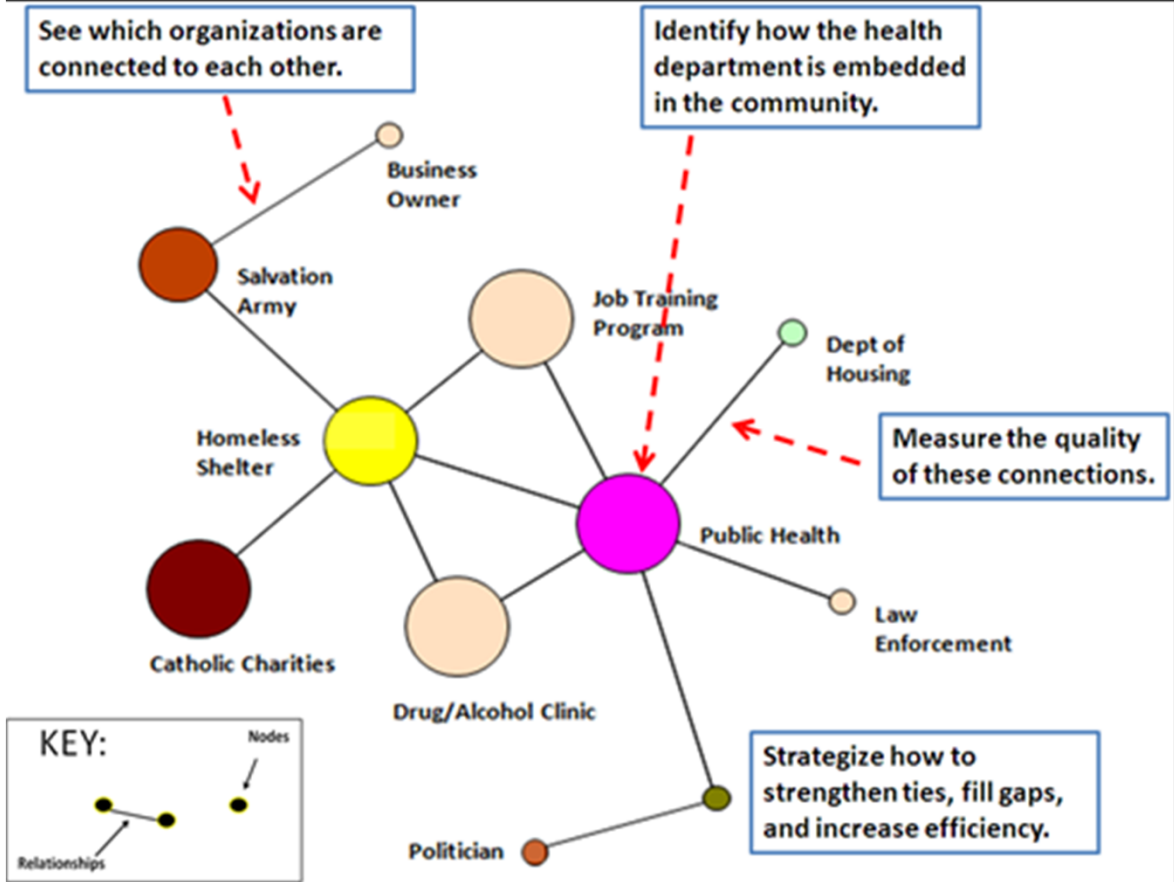 See which organizations are
connected to each other.
Identify how the health
department is embedded
in the community.
Business
Owner
Salvation
Army
Job Training
Program
Dept of
Housing
Homeless
Shelter
Measure the quality
of these connections.
Public Health
Law
Enforcement
Catholic Charities
Drug/Alcohol Clinic
KEY:
Nodes
Relationships
Strategize how to
strengthen ties, fill gaps,
and increase efficiency.
Politician